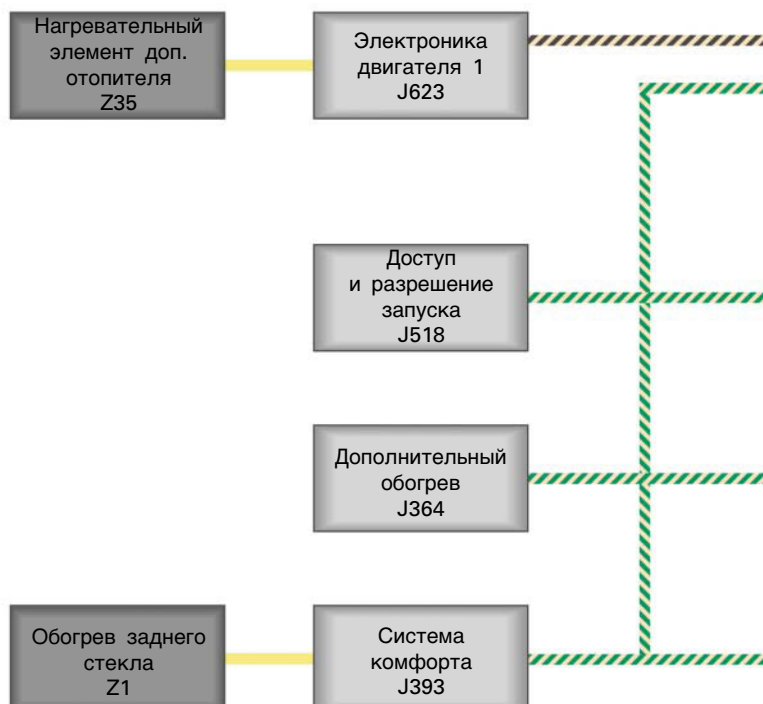 Нагревательный
элемент доп.
отопителя
Z35
Электроника
двигателя 1
J623
Доступ
и разрешение
запуска
J518
Дополнительный
обогрев
J364
Обогрев заднего
стекла
Z1
Система
комфорта
J393